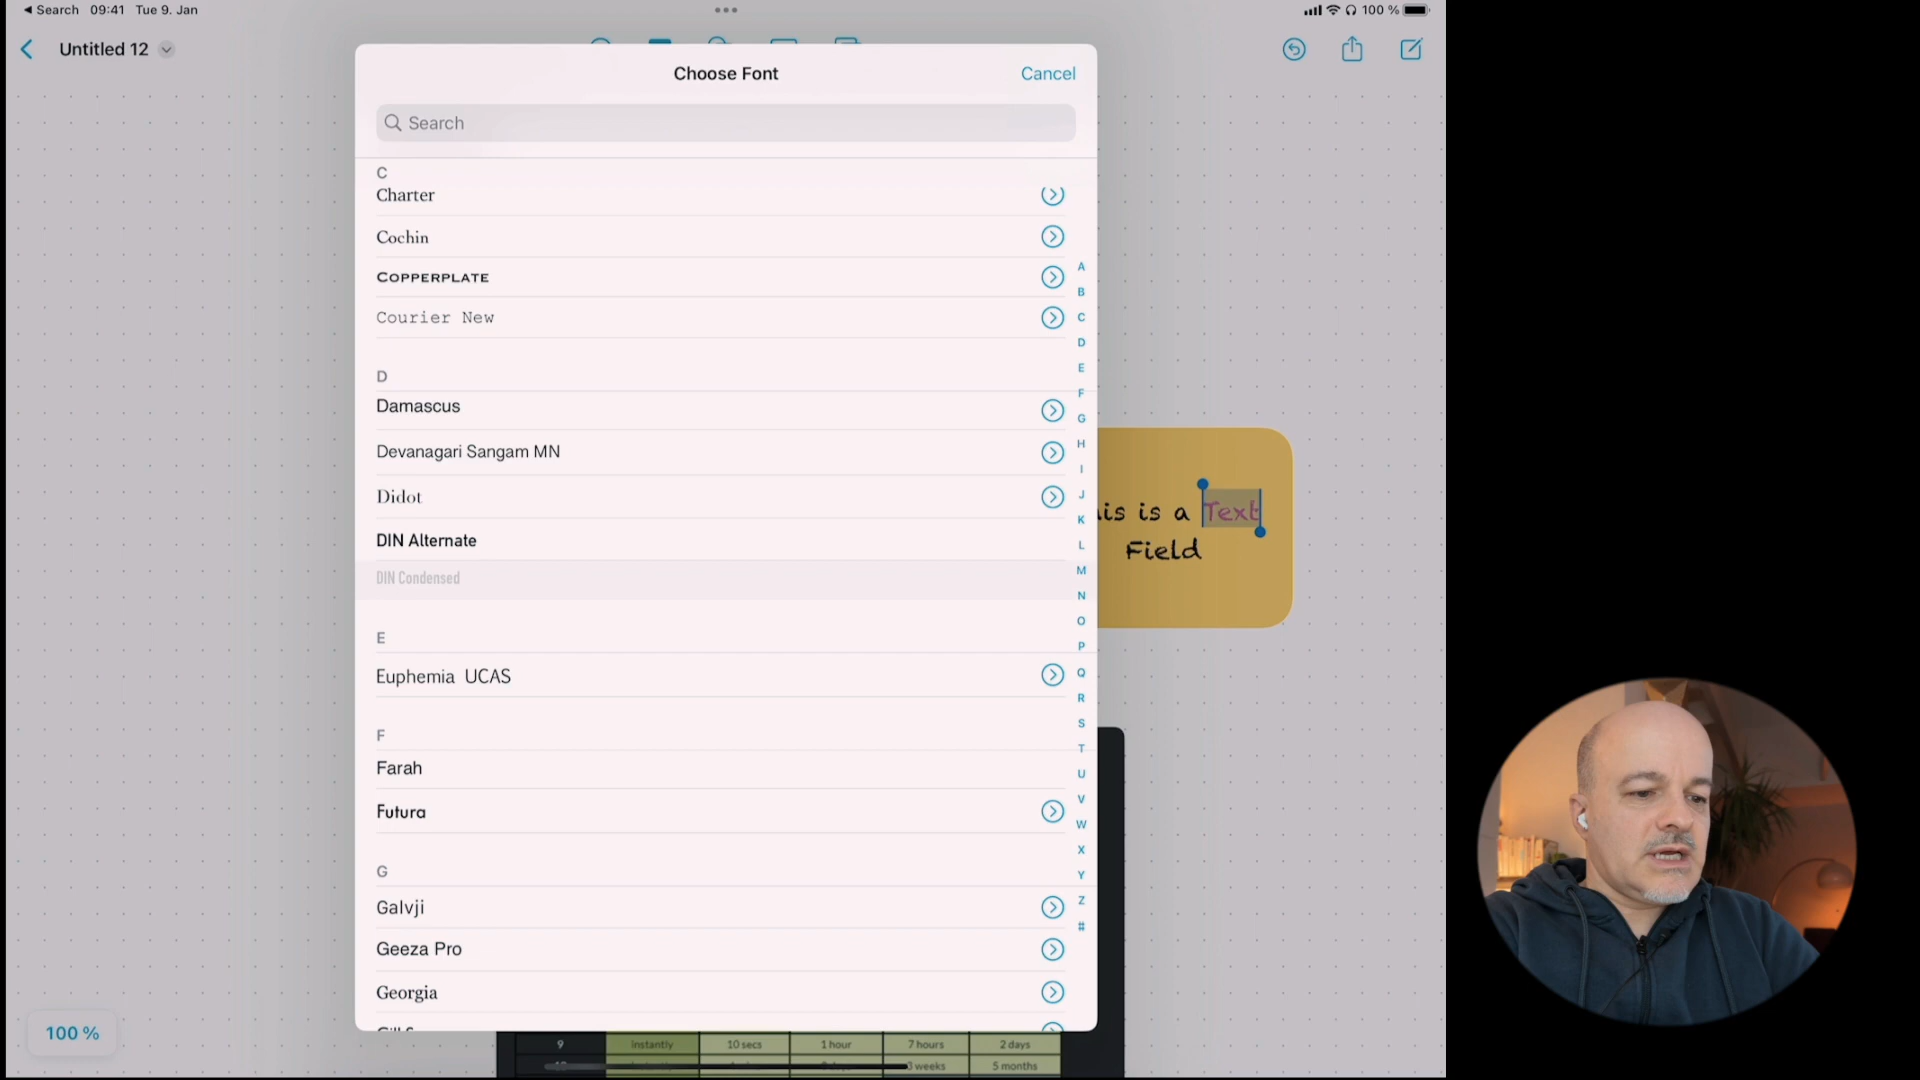 ◀ Search 09:41 Tue 9. Jan
100 %
Untitled 12
Choose Font
Cancel
Search
C
Charter
Cochin
COPPERPLATE
Courier New
D
Damascus
Devanagari Sangam MN
Didot
DIN Alternate
DIN Condensed
E
Euphemia UCAS
F
Farah
Futura
G
Galvji
Geeza Pro
Georgia
A
B
C
D
E
F
G
H
I
J
K
L
M
N
O
P
Q
R
S
T
U
V
W
X
Y
Z
#
is is a Text
Field
100 %
9 instantly 10 secs 1 hour 7 hours 2 days
weeks 5 months